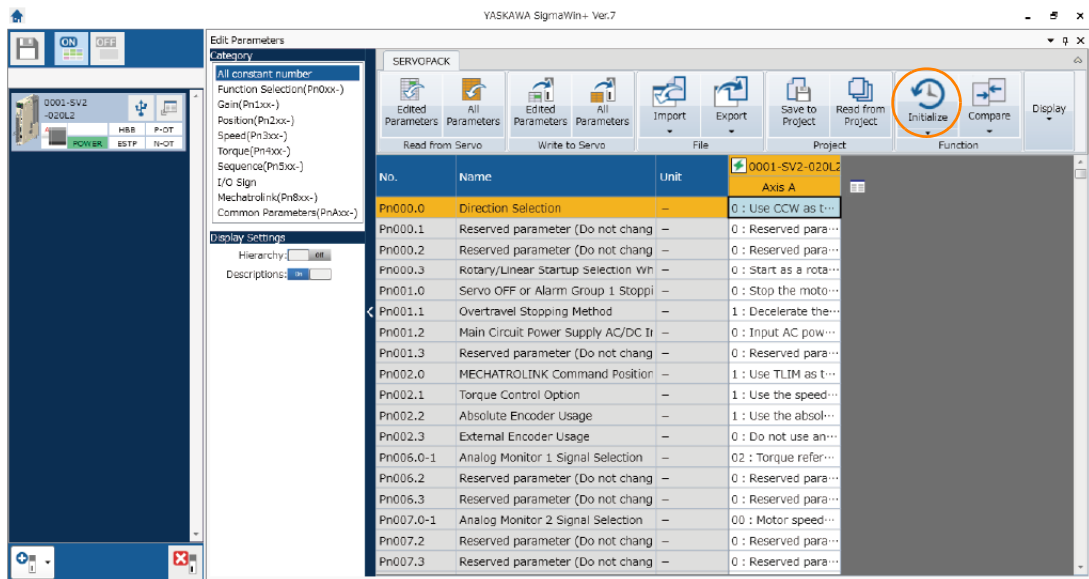 YASKAWA SigmaWin+ Ver.7
ON
OFF
0001-SV2
-020L2
HBB P-OT
POWER ESTP N-OT
Edit Parameters
Category
All constant number
Function Selection(Pn0xx-)
Gain(Pn1xx-)
Position(Pn2xx-)
Speed(Pn3xx-)
Torque(Pn4xx-)
Sequence(Pn5xx-)
I/O Sign
Mechatrolink(Pn8xx-)
Common Parameters(PnAxx-)
Display Settings
Hierarchy: Off
Descriptions: ON
SERVOPACK
Edited Parameters
All Parameters
Read from Servo
Edited Parameters
All Parameters
Write to Servo
Import
Export
File
Save to Project
Read from Project
Project
Initialize
Compare
Function
Display
No. Name Unit 0001-SV2-020L2
Axis A
Pn000.0 Direction Selection – 0 : Use CCW as t…
Pn000.1 Reserved parameter (Do not chang – 0 : Reserved para…
Pn000.2 Reserved parameter (Do not chang – 0 : Reserved para…
Pn000.3 Rotary/Linear Startup Selection Wh – 0 : Start as a rota…
Pn001.0 Servo OFF or Alarm Group 1 Stoppi – 0 : Stop the moto…
Pn001.1 Overtravel Stopping Method – 1 : Decelerate the…
Pn001.2 Main Circuit Power Supply AC/DC Ir – 0 : Input AC pow…
Pn001.3 Reserved parameter (Do not chang – 0 : Reserved para…
Pn002.0 MECHATROLINK Command Position – 1 : Use TLIM as t…
Pn002.1 Torque Control Option – 1 : Use the speed…
Pn002.2 Absolute Encoder Usage – 1 : Use the absol…
Pn002.3 External Encoder Usage – 0 : Do not use an…
Pn006.0-1 Analog Monitor 1 Signal Selection – 02 : Torque refer…
Pn006.2 Reserved parameter (Do not chang – 0 : Reserved para…
Pn006.3 Reserved parameter (Do not chang – 0 : Reserved para…
Pn007.0-1 Analog Monitor 2 Signal Selection – 00 : Motor speed…
Pn007.2 Reserved parameter (Do not chang – 0 : Reserved para…
Pn007.3 Reserved parameter (Do not chang – 0 : Reserved para…